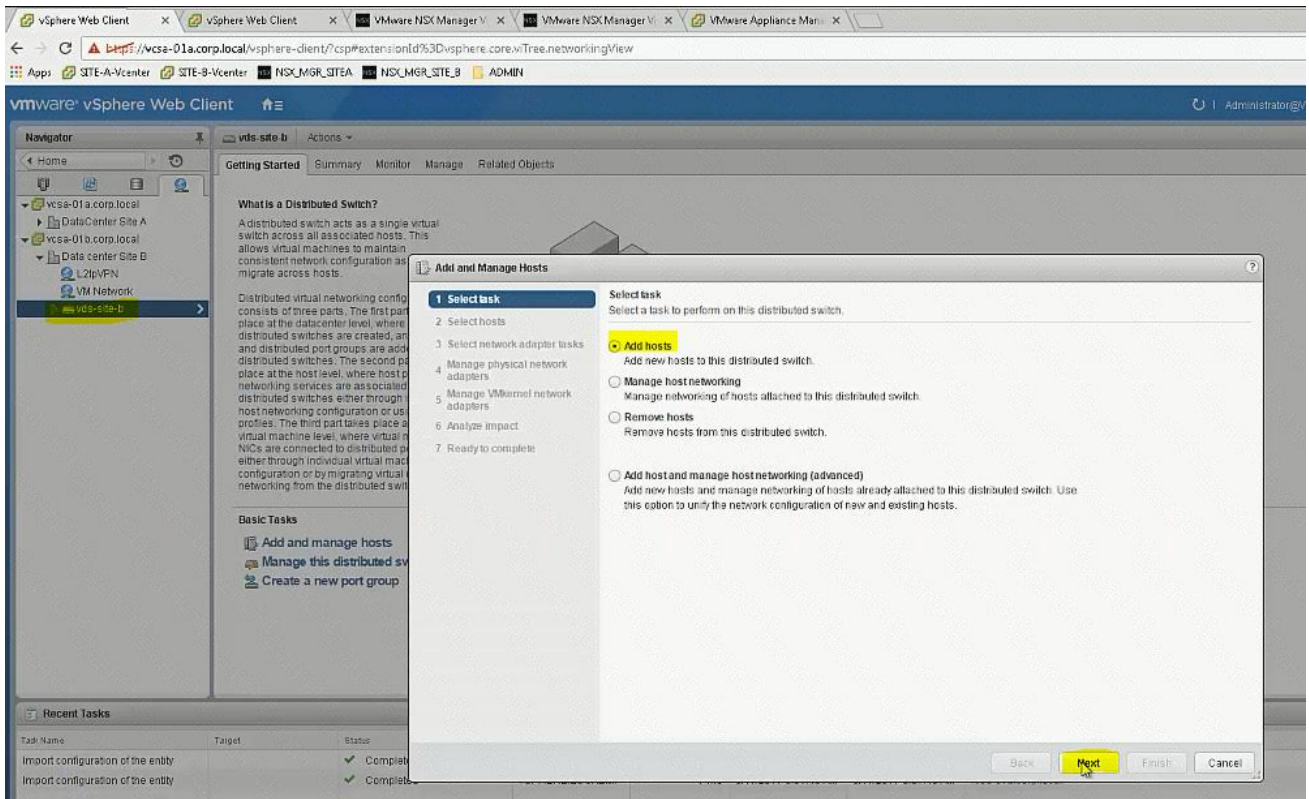 vSphere Web Client
vSphere Web Client
VMware NSX Manager V
VMware NSX Manager Vi
VMware Appliance Man
https://vcsa-01a.corp.local/vsphere-client/?csp#extensionId%3Dvsphere.core.viTree.networkingView
Apps SITE-A-Vcenter SITE-B-Vcenter NSX_MGR_SITEA NSX_MGR_SITE_B ADMIN
vmware® vSphere Web Client
Administrator@V
Navigator
Home
vcsa-01a.corp.local
DataCenter Site A
vcsa-01b.corp.local
Data center Site B
L2IpVPN
VM Network
vds-site-b
vds-site-b Actions
Getting Started Summary Monitor Manage Related Objects
What is a Distributed Switch?
A distributed switch acts as a single virtual
switch across all associated hosts. This
allows virtual machines to maintain
consistent network configuration as
migrate across hosts.
Distributed virtual networking config
consists of three parts. The first part
place at the datacenter level, where
distributed switches are created, an
and distributed port groups are adde
distributed switches. The second pa
place at the host level, where host p
networking services are associated
distributed switches either through i
host networking configuration or us
profiles. The third part takes place a
virtual machine level, where virtual m
NICs are connected to distributed p
either through individual virtual mach
configuration or by migrating virtual
networking from the distributed swit
Basic Tasks
Add and manage hosts
Manage this distributed sw
Create a new port group
Add and Manage Hosts
1 Select task
2 Select hosts
3 Select network adapter tasks
4 Manage physical network
adapters
5 Manage VMkernel network
adapters
6 Analyze impact
7 Ready to complete
Select task
Select a task to perform on this distributed switch.
Add hosts
Add new hosts to this distributed switch.
Manage host networking
Manage networking of hosts attached to this distributed switch.
Remove hosts
Remove hosts from this distributed switch.
Add host and manage host networking (advanced)
Add new hosts and manage networking of hosts already attached to this distributed switch. Use
this option to unify the network configuration of new and existing hosts.
Back Next Finish Cancel
Recent Tasks
Task Name Target Status
Import configuration of the entity Complet
Import configuration of the entity Complete